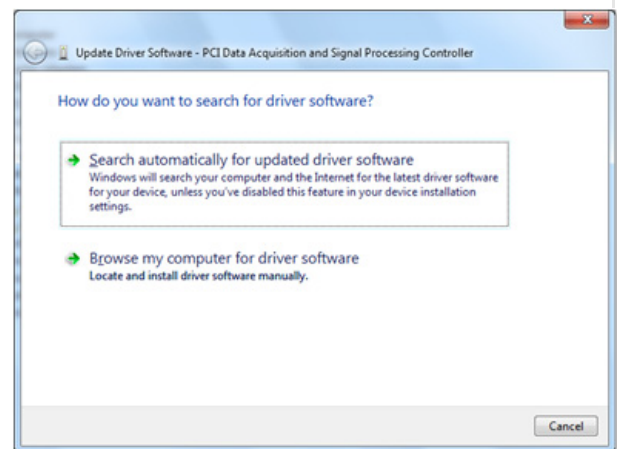 Update Driver Software - PCI Data Acquisition and Signal Processing Controller
How do you want to search for driver software?
Search automatically for updated driver software
Windows will search your computer and the Internet for the latest driver software
for your device, unless you've disabled this feature in your device installation
settings.
Browse my computer for driver software
Locate and install driver software manually.
Cancel